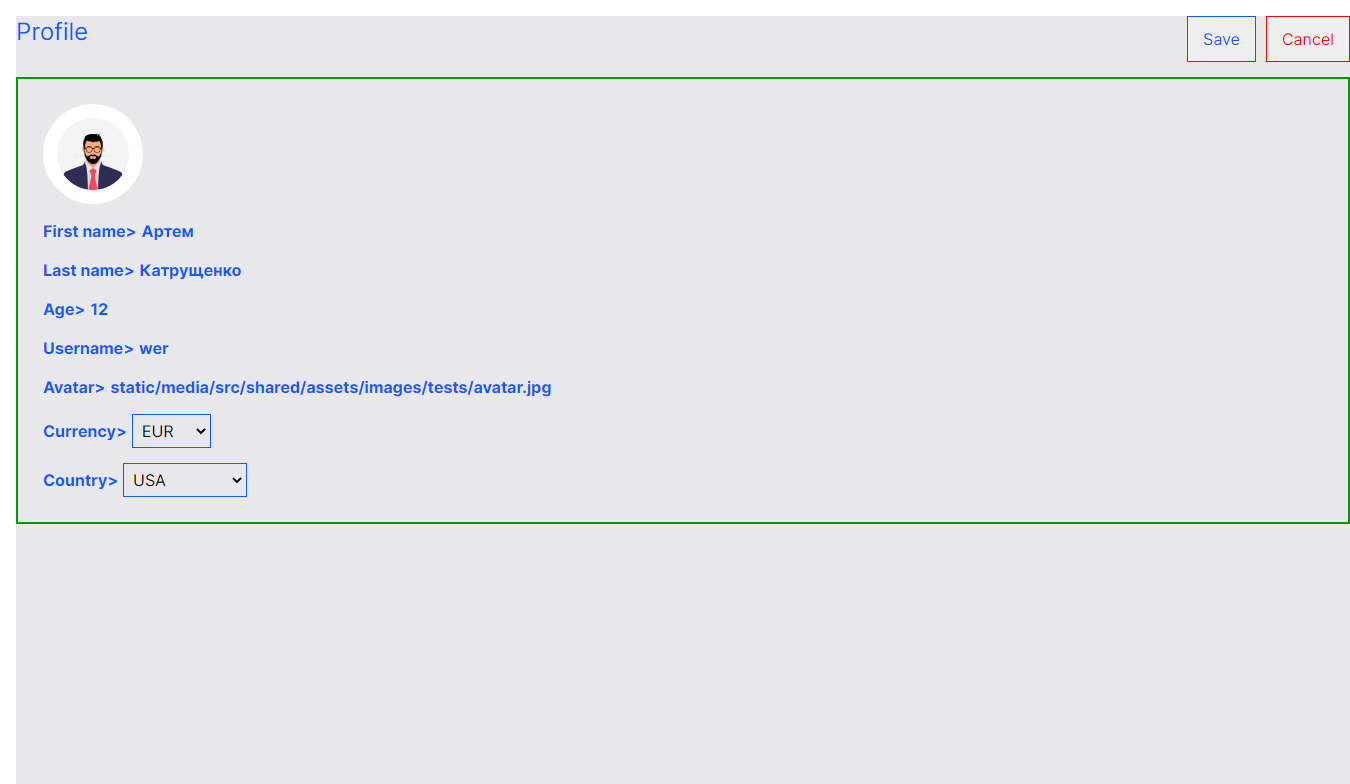 Profile
Save
Cancel
First name> Артем
Last name> Катрущенко
Age> 12
Username> wer
Avatar> static/media/src/shared/assets/images/tests/avatar.jpg
Currency> EUR
Country> USA